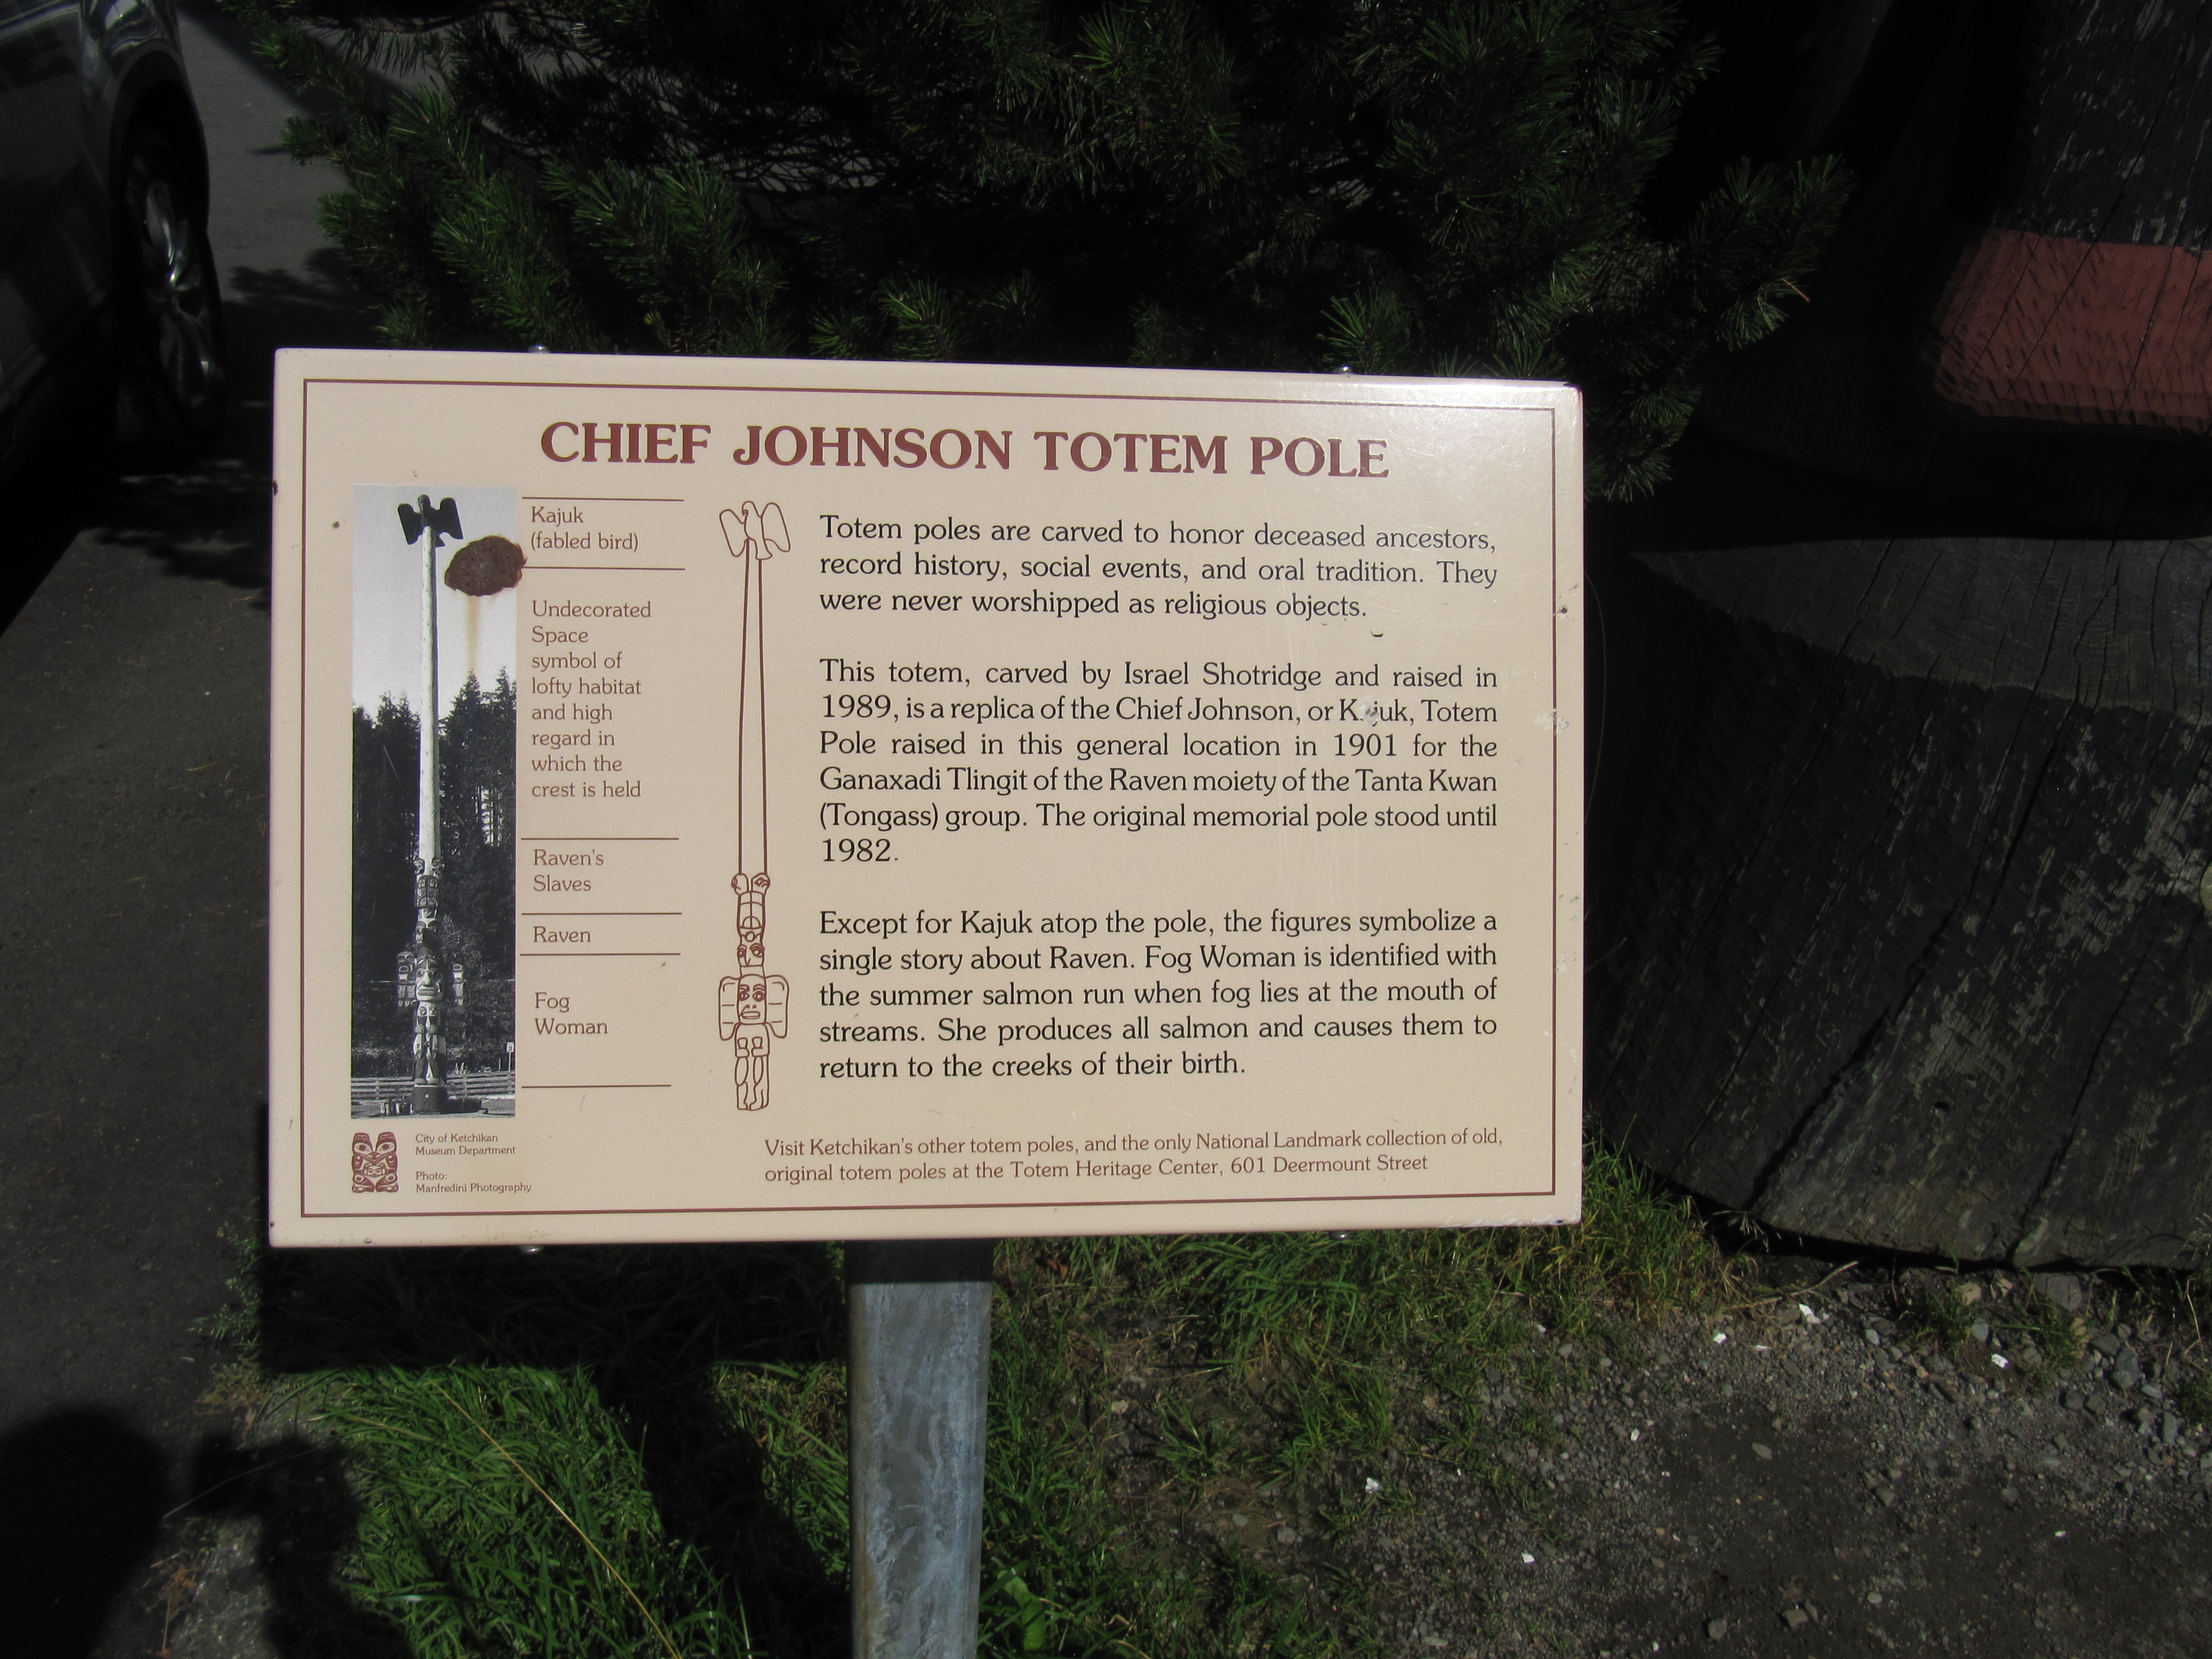 CHIEF JOHNSON TOTEM POLE
Kajuk
(fabled bird)
Undecorated
Space
symbol of
lofty habitat
and high
regard in
which the
crest is held
Raven's
Slaves
Raven
Fog
Woman
Totem poles are carved to honor deceased ancestors,
record history, social events, and oral tradition. They
were never worshipped as religious objects.
This totem, carved by Israel Shotridge and raised in
1989, is a replica of the Chief Johnson, or Kajuk, Totem
Pole raised in this general location in 1901 for the
Ganaxadi Tlingit of the Raven moiety of the Tanta Kwan
(Tongass) group. The original memorial pole stood until
1982.
Except for Kajuk atop the pole, the figures symbolize a
single story about Raven. Fog Woman is identified with
the summer salmon run when fog lies at the mouth of
streams. She produces all salmon and causes them to
return to the creeks of their birth.
City of Ketchikan
Museum Department
Photo:
Manfredini Photography
Visit Ketchikan's other totem poles, and the only National Landmark collection of old,
original totem poles at the Totem Heritage Center, 601 Deermount Street